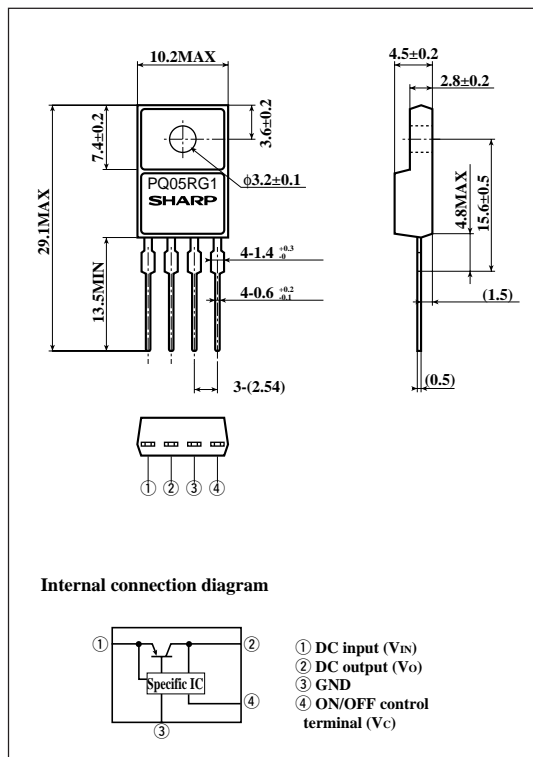 10.2MAX
4.5±0.2
2.8±0.2
7.4±0.2
3.6±0.2
29.1MAX
PQ05RG1
SHARP
ϕ3.2±0.1
4.8MAX
15.6±0.5
13.5MIN
4-1.4 +0.3 -0
4-0.6 +0.2 -0.1
(1.5)
(0.5)
3-(2.54)
① ② ③ ④
Internal connection diagram
①
②
Specific IC
④
③
① DC input (VIN)
② DC output (VO)
③ GND
④ ON/OFF control
terminal (VC)